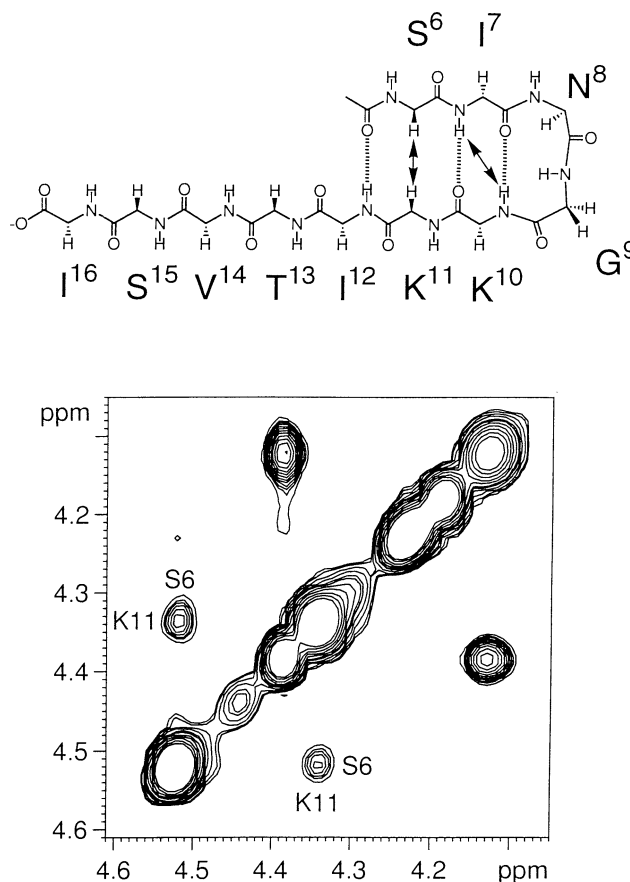 S⁶ I⁷
H O H H
N N N N⁸
O H H O H O
H-N
H H H H
O H H O H H O H H O H N H
-O N N N N N N N G⁹
H O H H O H H O H H O
I¹⁶ S¹⁵ V¹⁴ T¹³ I¹² K¹¹ K¹⁰
ppm
4.2
S6
4.3
K11
4.4
4.5
S6
K11
4.6
4.6 4.5 4.4 4.3 4.2 ppm